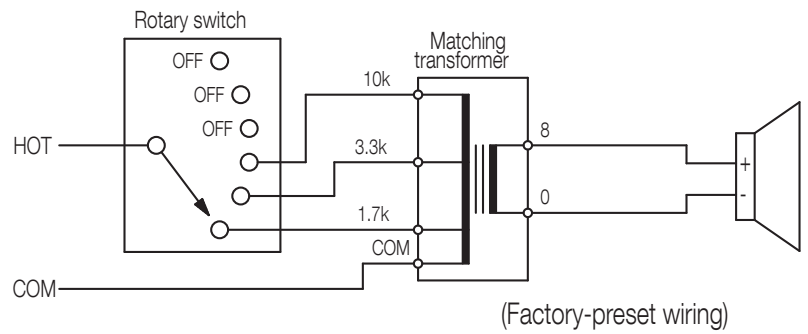 Rotary switch
Matching
transformer
OFF
OFF
OFF
10k
HOT
3.3k
8
+
-
0
1.7k
COM
COM
(Factory-preset wiring)